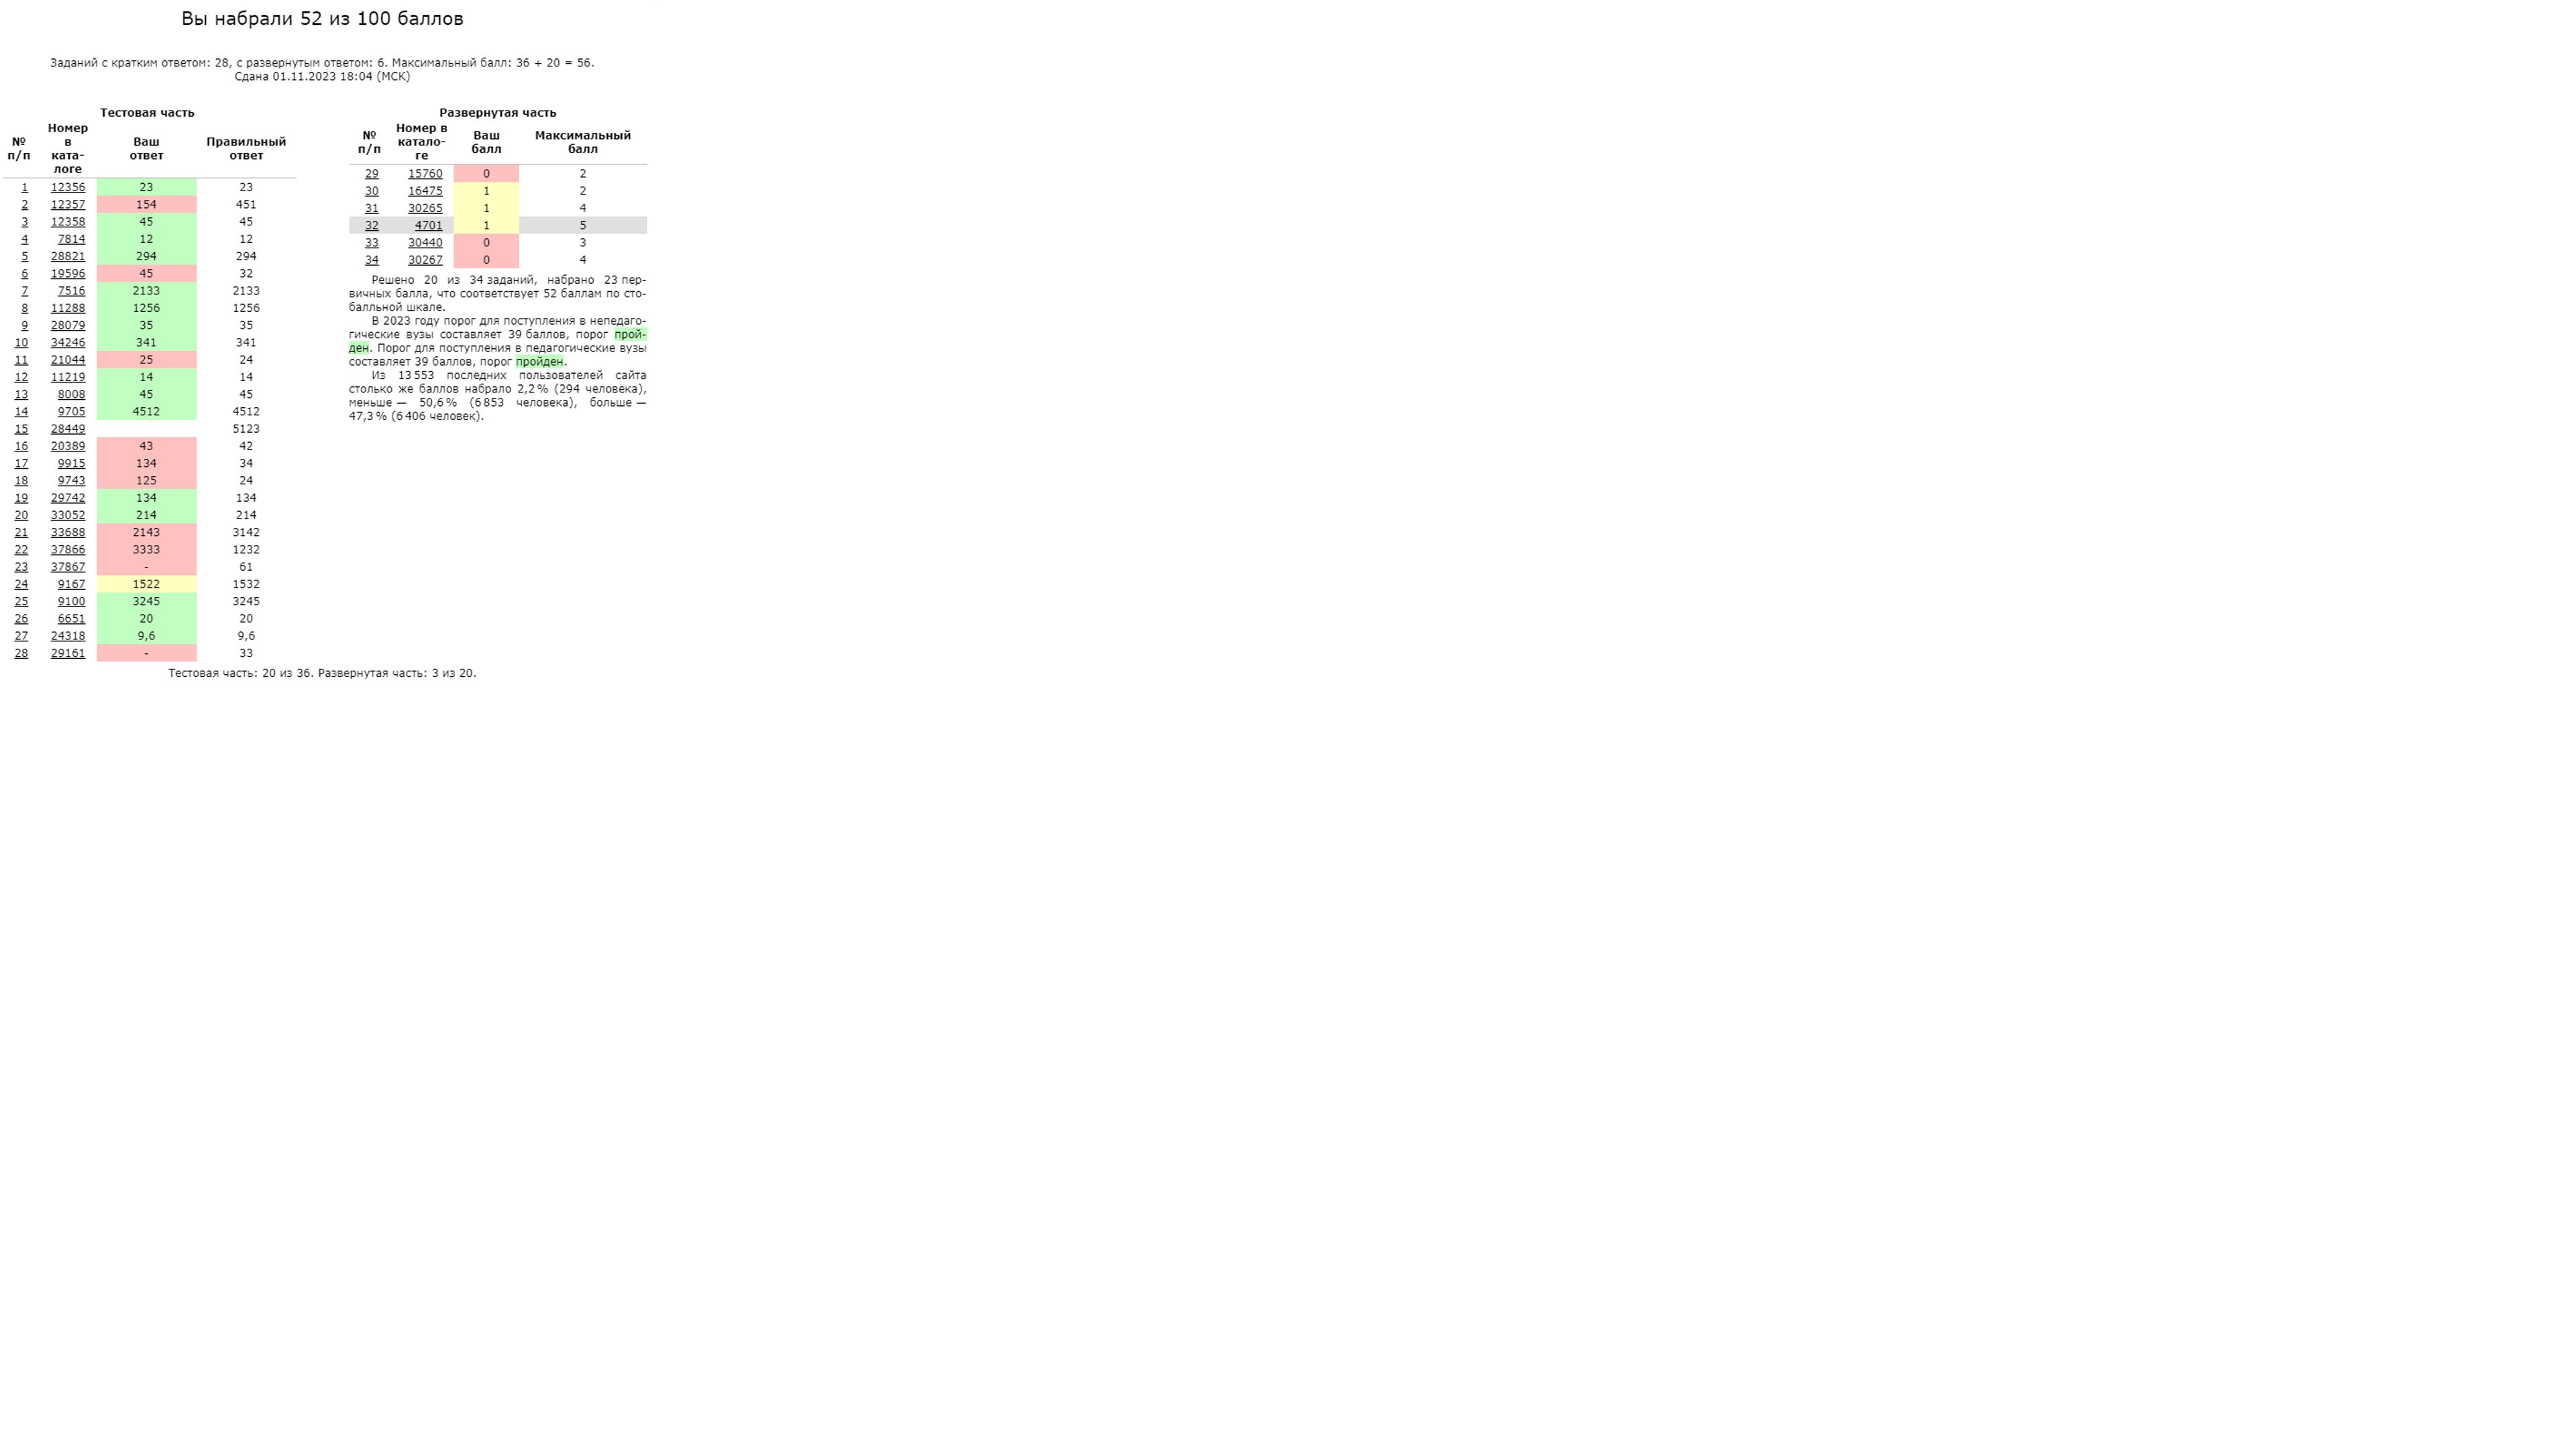 Вы набрали 52 из 100 баллов
Заданий с кратким ответом: 28, с развернутым ответом: 6. Максимальный балл: 36 + 20 = 56.
Сдана 01.11.2023 18:04 (МСК)
Тестовая часть
№ п/п Номер в ката-логе Ваш ответ Правильный ответ
1 12356 23 23
2 12357 154 451
3 12358 45 45
4 7814 12 12
5 28821 294 294
6 19596 45 32
7 7516 2133 2133
8 11288 1256 1256
9 28079 35 35
10 34246 341 341
11 21044 25 24
12 11219 14 14
13 8008 45 45
14 9705 4512 4512
15 28449 5123
16 20389 43 42
17 9915 134 34
18 9743 125 24
19 29742 134 134
20 33052 214 214
21 33688 2143 3142
22 37866 3333 1232
23 37867 - 61
24 9167 1522 1532
25 9100 3245 3245
26 6651 20 20
27 24318 9,6 9,6
28 29161 - 33
Развернутая часть
№ п/п Номер в катало-ге Ваш балл Максимальный балл
29 15760 0 2
30 16475 1 2
31 30265 1 4
32 4701 1 5
33 30440 0 3
34 30267 0 4
Решено 20 из 34 заданий, набрано 23 пер-
вичных балла, что соответствует 52 баллам по сто-
балльной шкале.
В 2023 году порог для поступления в непедаго-
гические вузы составляет 39 баллов, порог прой-
ден. Порог для поступления в педагогические вузы
составляет 39 баллов, порог пройден.
Из 13 553 последних пользователей сайта
столько же баллов набрало 2,2 % (294 человека),
меньше — 50,6 % (6 853 человека), больше —
47,3 % (6 406 человек).
Тестовая часть: 20 из 36. Развернутая часть: 3 из 20.